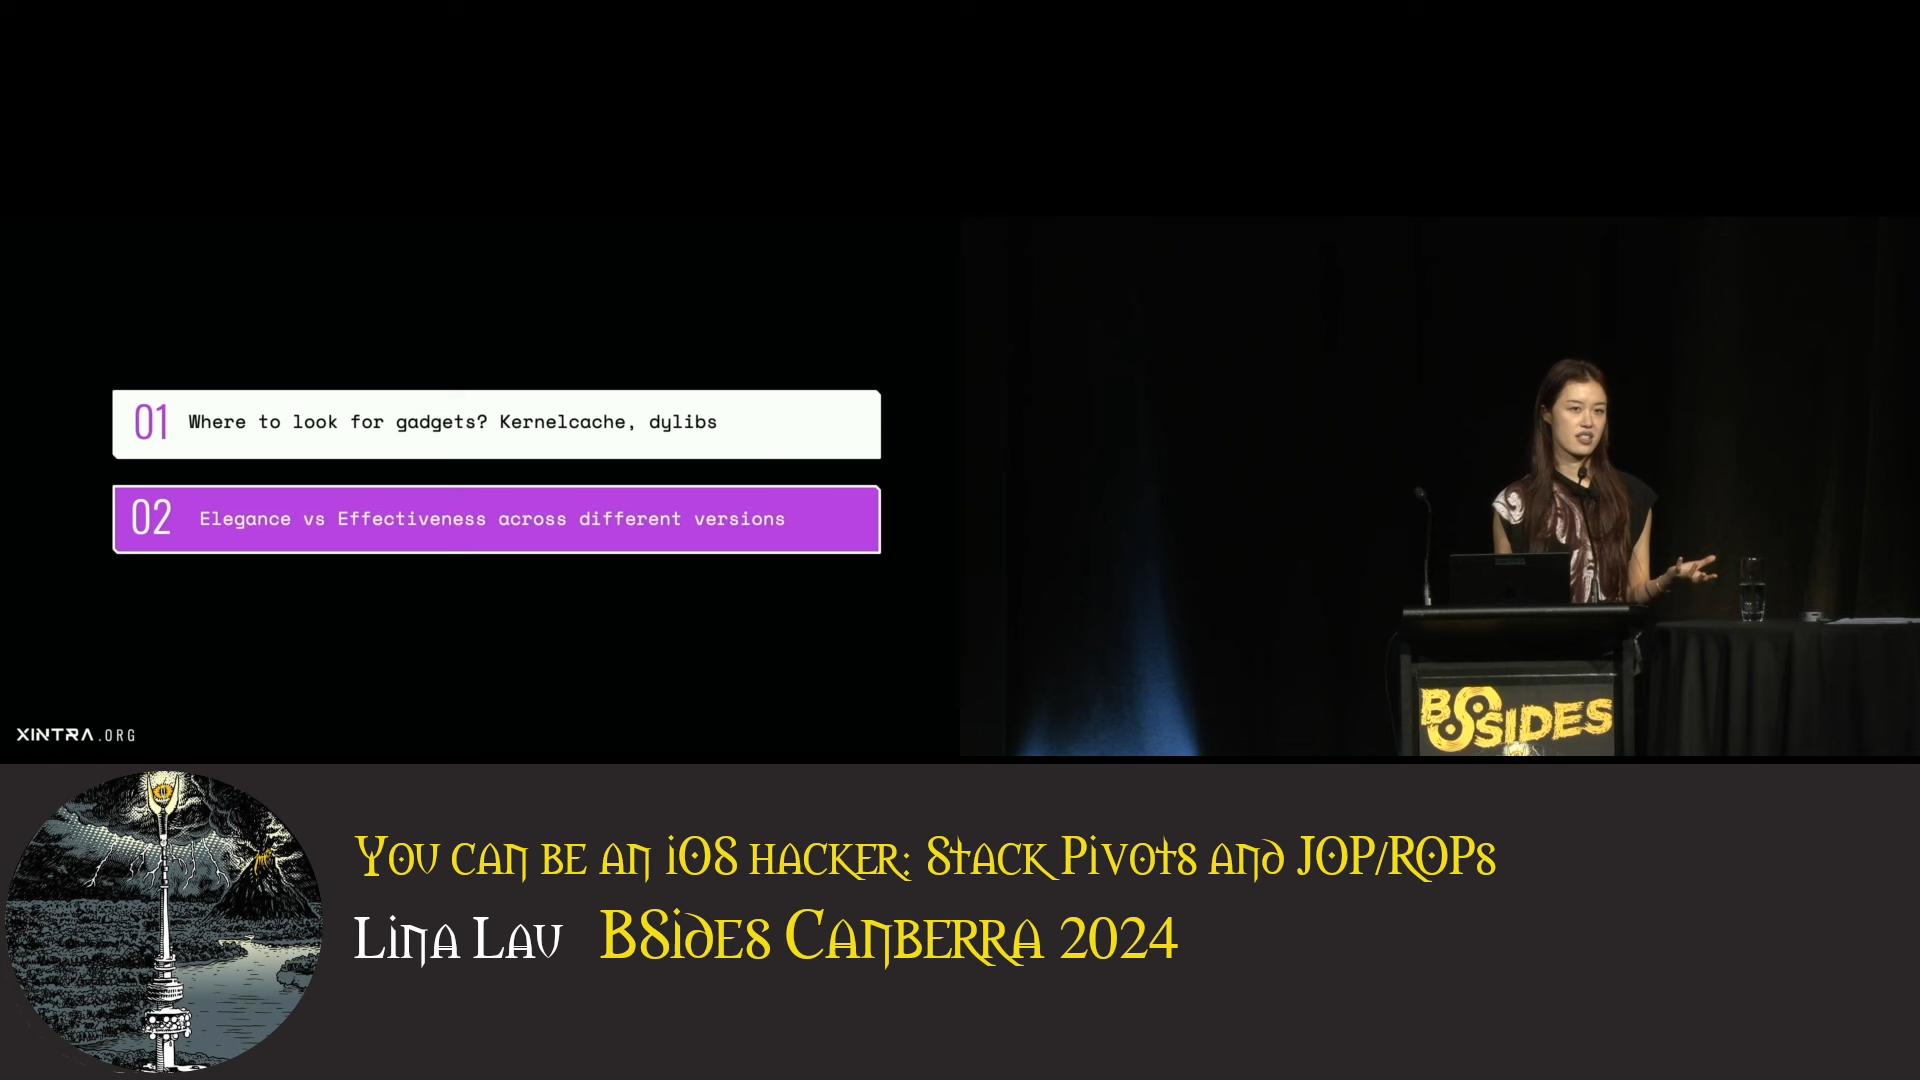 01 Where to look for gadgets? Kernelcache, dylibs
02 Elegance vs Effectiveness across different versions
XINTRA.ORG
BSIDES
You can be an iOS hacker: Stack Pivots and JOP/ROPs
Lina Lau BSides Canberra 2024